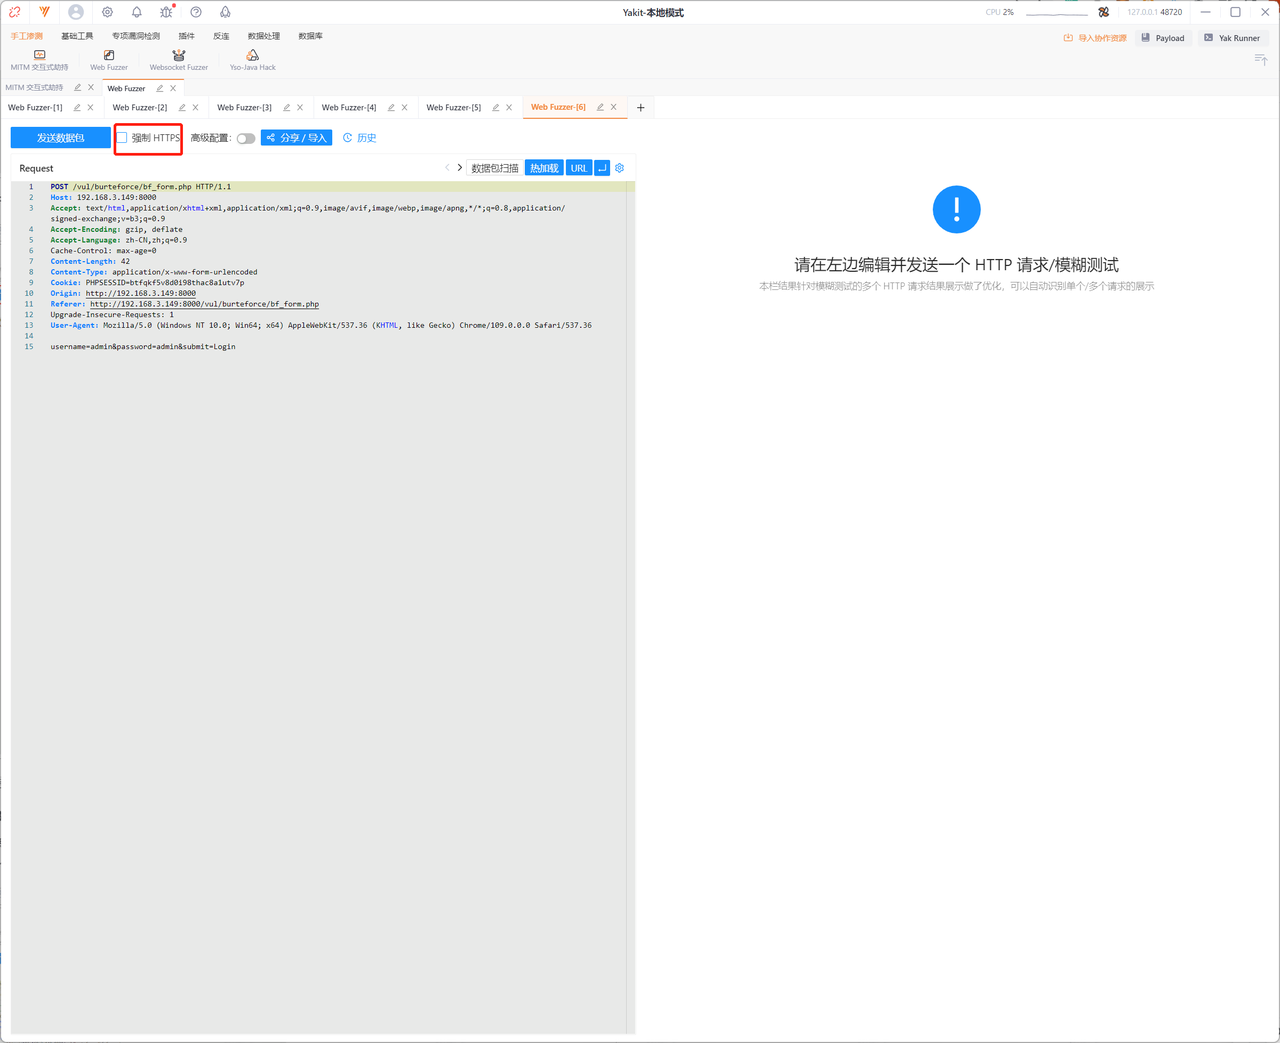 Yakit-本地模式
CPU 2%
127.0.0.1 48720
手工渗透 基础工具 专项漏洞检测 插件 反连 数据处理 数据库
导入协作资源 Payload Yak Runner
MITM 交互式劫持 Web Fuzzer Websocket Fuzzer Yso-Java Hack
MITM 交互式劫持 Web Fuzzer
Web Fuzzer-[1] Web Fuzzer-[2] Web Fuzzer-[3] Web Fuzzer-[4] Web Fuzzer-[5] Web Fuzzer-[6]
发送数据包 强制 HTTPS 高级配置: 分享 / 导入 历史
Request 数据包扫描 热加载 URL
1 POST /vul/burteforce/bf_form.php HTTP/1.1
2 Host: 192.168.3.149:8000
3 Accept: text/html,application/xhtml+xml,application/xml;q=0.9,image/avif,image/webp,image/apng,*/*;q=0.8,application/
signed-exchange;v=b3;q=0.9
4 Accept-Encoding: gzip, deflate
5 Accept-Language: zh-CN,zh;q=0.9
6 Cache-Control: max-age=0
7 Content-Length: 42
8 Content-Type: application/x-www-form-urlencoded
9 Cookie: PHPSESSID=btfqkf5v8d0i98thac8a1utv7p
10 Origin: http://192.168.3.149:8000
11 Referer: http://192.168.3.149:8000/vul/burteforce/bf_form.php
12 Upgrade-Insecure-Requests: 1
13 User-Agent: Mozilla/5.0 (Windows NT 10.0; Win64; x64) AppleWebKit/537.36 (KHTML, like Gecko) Chrome/109.0.0.0 Safari/537.36
14
15 username=admin&password=admin&submit=Login
请在左边编辑并发送一个 HTTP 请求/模糊测试
本栏结果针对模糊测试的多个 HTTP 请求结果展示做了优化，可以自动识别单个/多个请求的展示